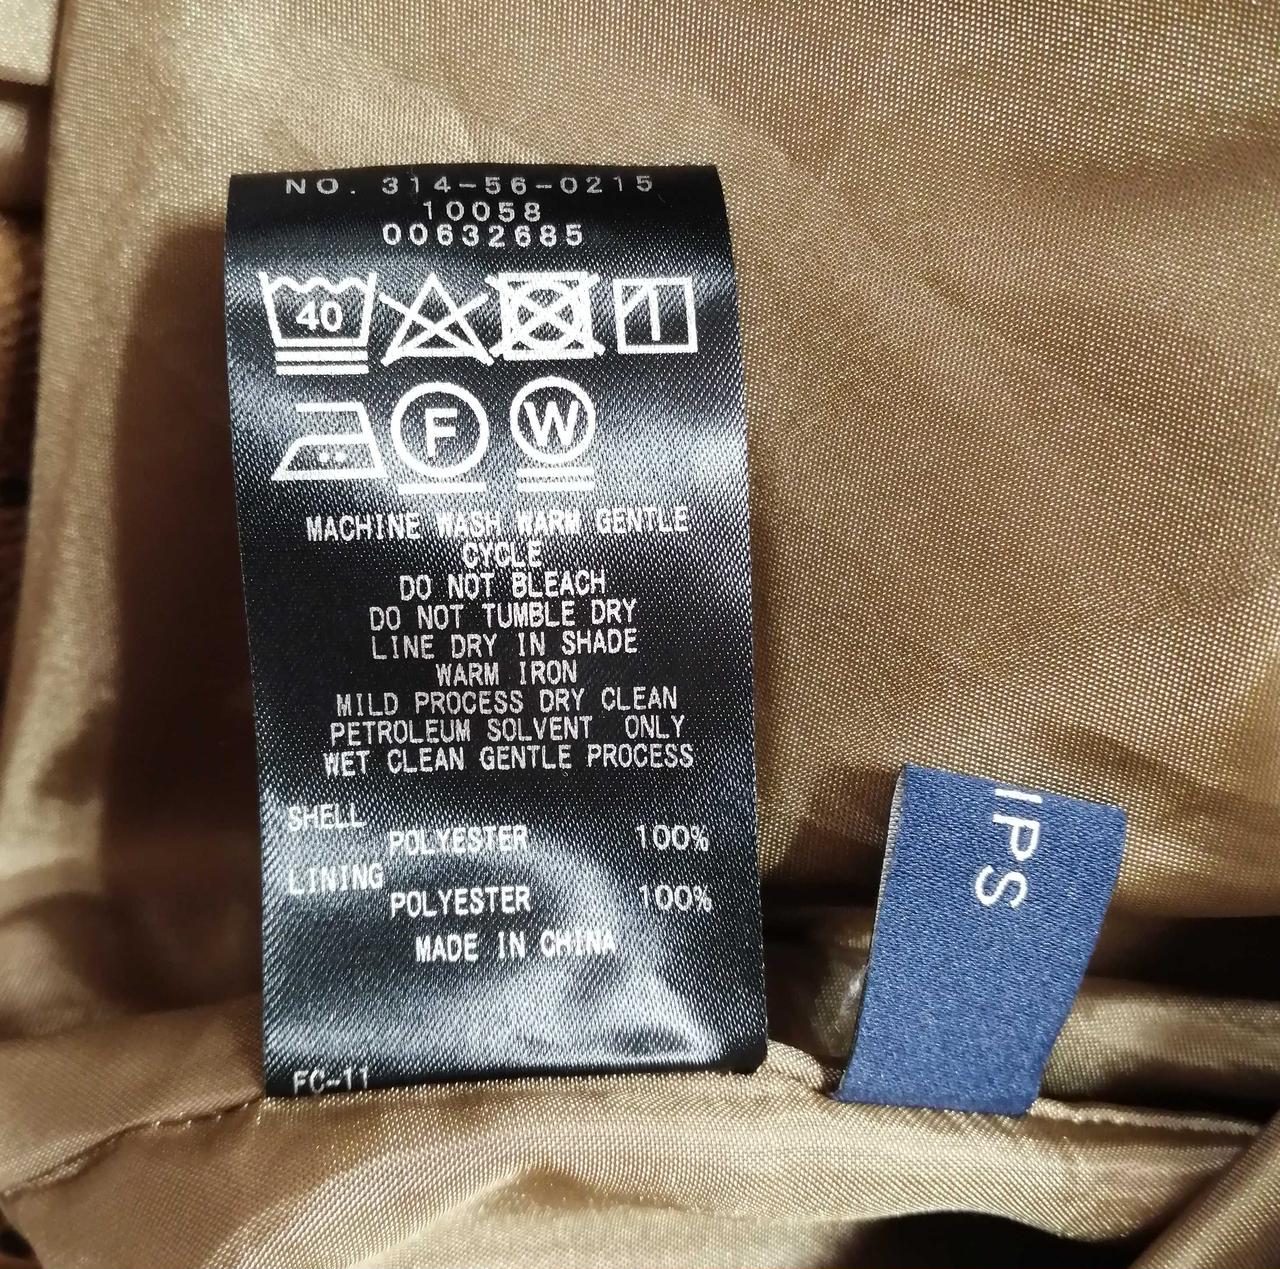 NO. 314-56-0215
10058
00632685
40
F
W
MACHINE WASH WARM GENTLE
CYCLE
DO NOT BLEACH
DO NOT TUMBLE DRY
LINE DRY IN SHADE
WARM IRON
MILD PROCESS DRY CLEAN
PETROLEUM SOLVENT ONLY
WET CLEAN GENTLE PROCESS
SHELL
POLYESTER 100%
LINING
POLYESTER 100%
MADE IN CHINA
FC-11
IPS